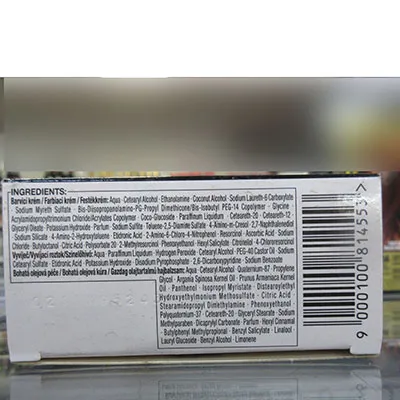 INGREDIENTS:
Barvicí krém / Farbiaci krém / Festékkrém: Aqua · Cetearyl Alcohol · Ethanolamine · Coconut Alcohol · Sodium Laureth-6 Carboxylate
· Sodium Myreth Sulfate · Bis-Diisopropanolamino-PG-Propyl Dimethicone/Bis-Isobutyl PEG-14 Copolymer · Glycine ·
Acrylamidopropyltrimonium Chloride/Acrylates Copolymer · Coco-Glucoside · Paraffinum Liquidum · Ceteareth-20 · Ceteareth-12 ·
Glyceryl Oleate · Potassium Hydroxide · Parfum · Sodium Sulfite · Toluene-2,5-Diamine Sulfate · 4-Amino-m-Cresol · 2,7-Naphthalenediol
· Sodium Silicate · 4-Amino-2-Hydroxytoluene · Etidronic Acid · 2-Amino-6-Chloro-4-Nitrophenol · Resorcinol · Ascorbic Acid · Sodium
Chloride · Butyloctanol · Citric Acid · Polysorbate 20 · 2-Methylresorcinol · Phenoxyethanol · Hexyl Salicylate · Citronellol · 4-Chlororesorcinol
Vyvíječ/Vyvíjací roztok/Színelőhívó: Aqua · Paraffinum Liquidum · Hydrogen Peroxide · Cetearyl Alcohol · PEG-40 Castor Oil · Sodium
Cetearyl Sulfate · Etidronic Acid · Potassium Hydroxide · Disodium Pyrophosphate · 2,6-Dicarboxypyridine · Sodium Benzoate
Bohatá olejová péče / Bohatá olejová kúra / Gazdag olajtartalmú hajbalzsam: Aqua · Cetearyl Alcohol · Quaternium-87 · Propylene
Glycol · Argania Spinosa Kernel Oil · Prunus Armeniaca Kernel
Oil · Panthenol · Isopropyl Myristate · Distearoylethyl
Hydroxyethylmonium Methosulfate · Citric Acid ·
Stearamidopropyl Dimethylamine · Phenoxyethanol ·
Polyquaternium-37 · Ceteareth-20 · Glyceryl Stearate · Sodium
Methylparaben · Dicaprylyl Carbonate · Parfum · Hexyl Cinnamal
· Butylphenyl Methylpropional · Benzyl Salicylate · Linalool ·
Lauryl Glucoside · Benzyl Alcohol · Limonene
9 000100 814553 >